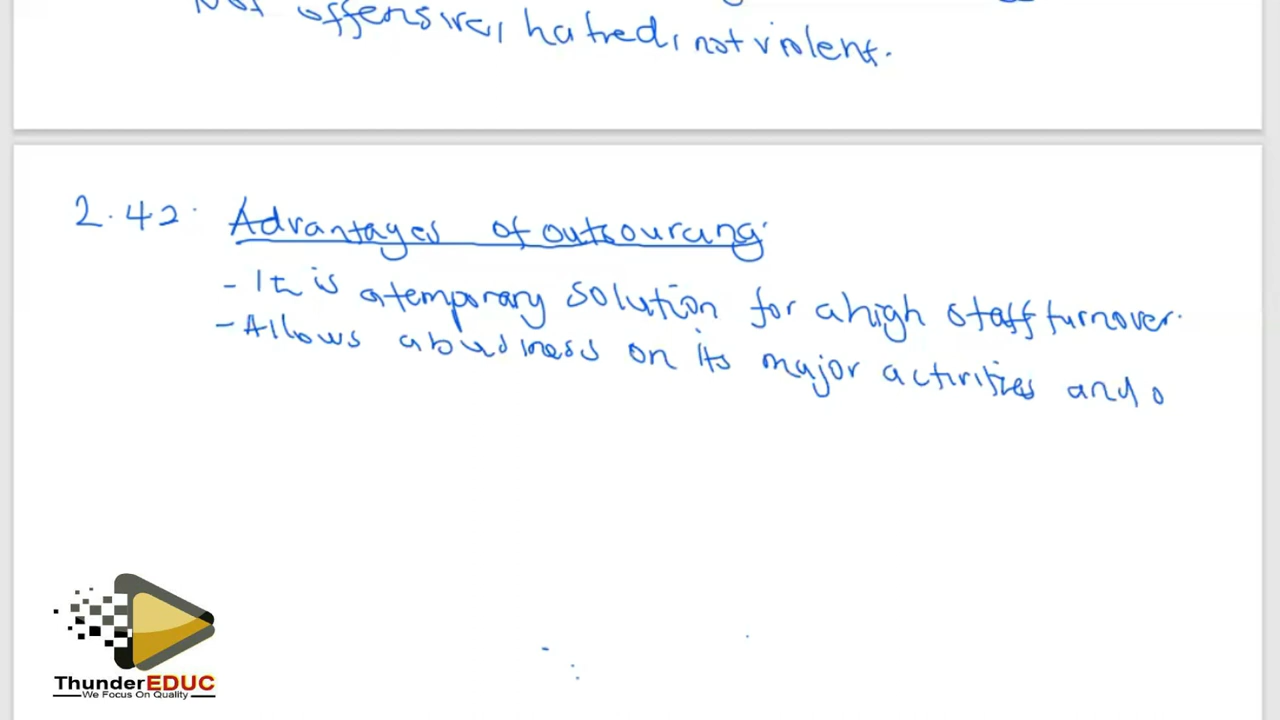 Not offensive, hatred, not violent.
2.42. Advantages of outsourcing.
- It is a temporary solution for a high staff turnover.
- Allows a business on its major activities and o
ThunderEDUC
We Focus On Quality